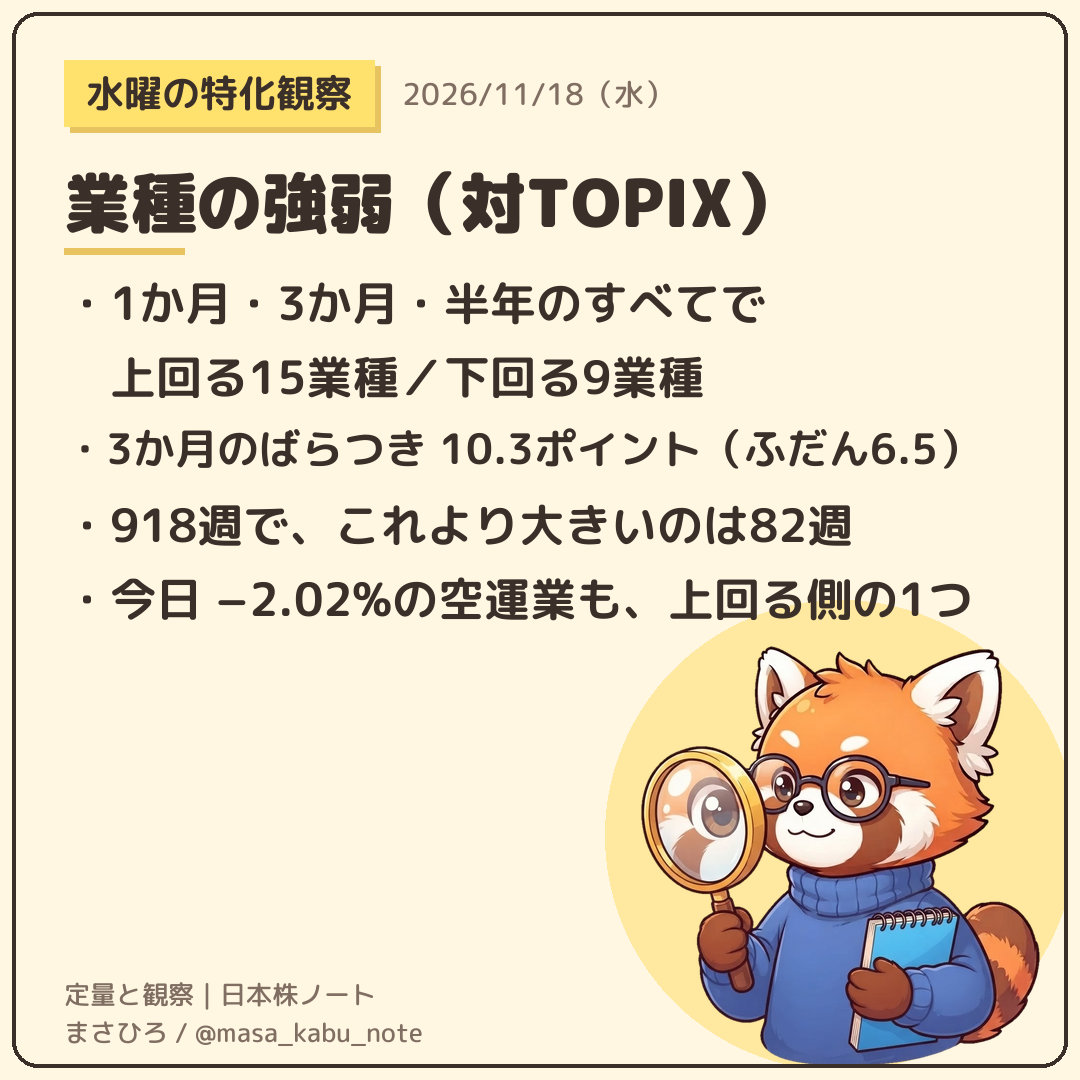 水曜の特化観察 2026/11/18（水）
業種の強弱（対TOPIX）
・1か月・3か月・半年のすべてで
上回る15業種／下回る9業種
・3か月のばらつき 10.3ポイント（ふだん6.5）
・918週で、これより大きいのは82週
・今日 −2.02%の空運業も、上回る側の1つ
定量と観察 | 日本株ノート
まさひろ / @masa_kabu_note